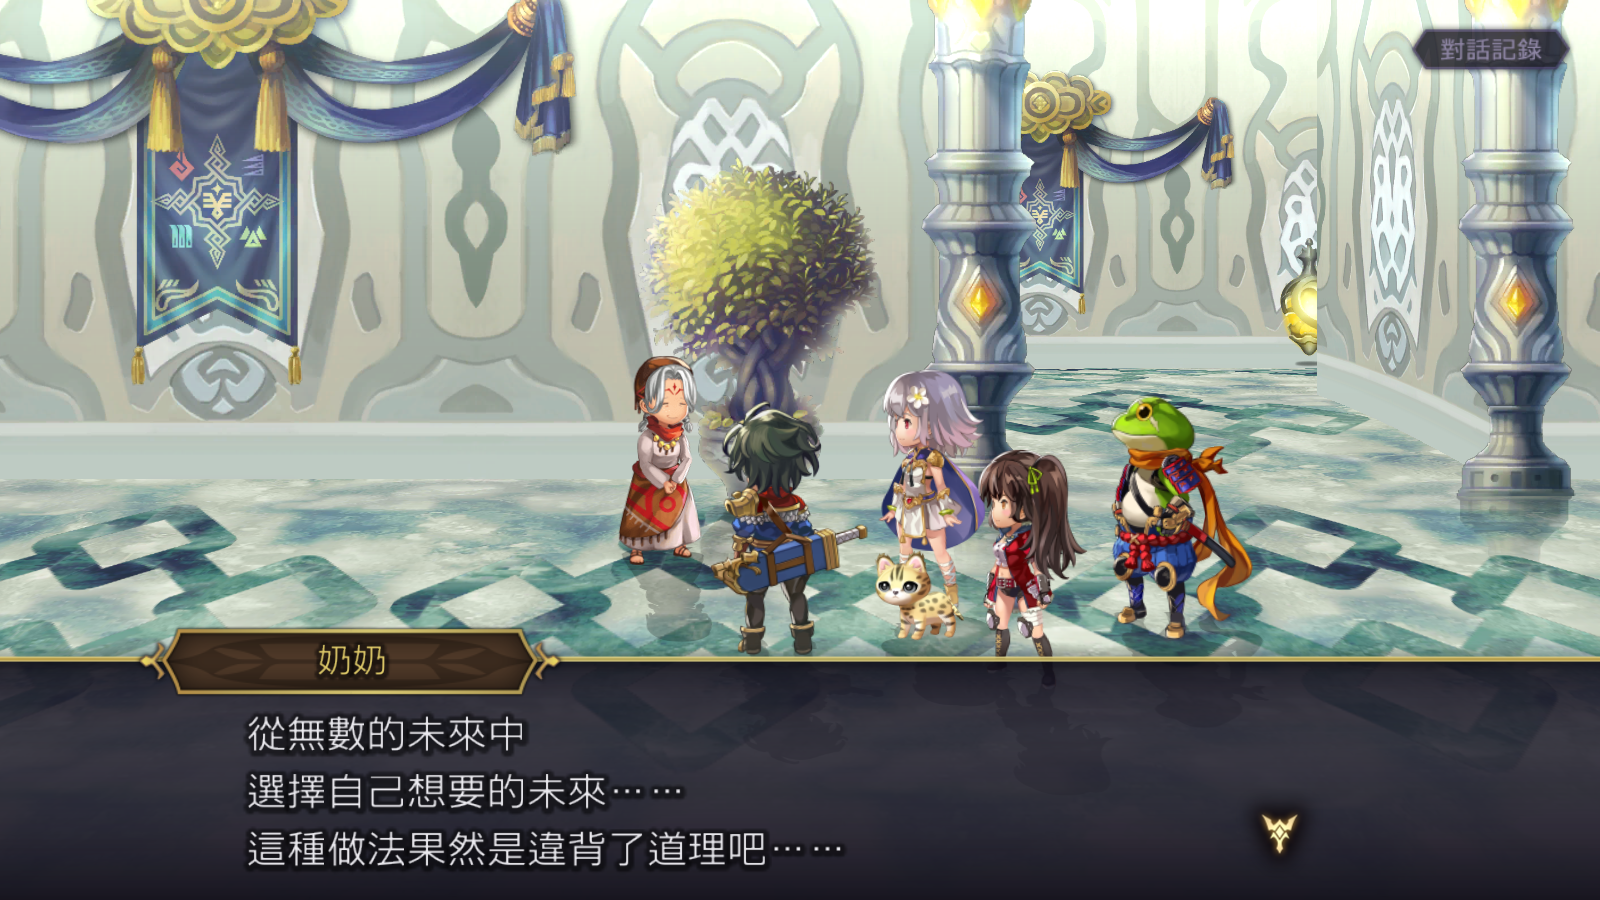 對話記錄
奶奶
從無數的未來中
選擇自己想要的未來⋯⋯
這種做法果然是違背了道理吧⋯⋯